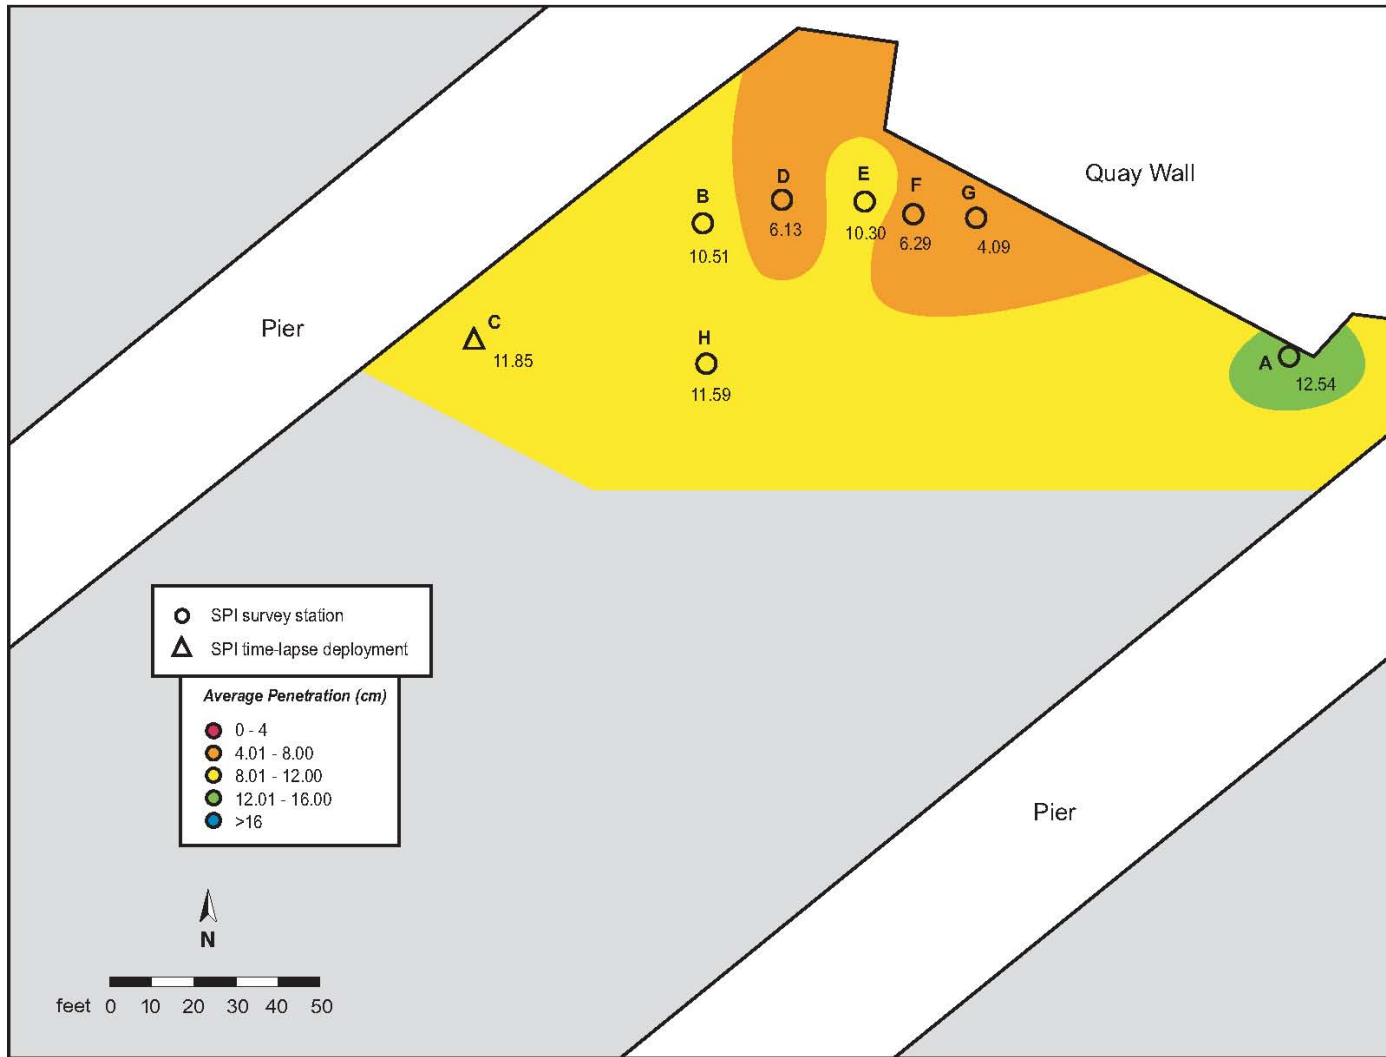 Quay Wall
D
E
F
G
B
6.13
10.30
6.29
4.09
10.51
Pier
C
11.85
H
11.59
A
12.54
SPI survey station
SPI time-lapse deployment
Average Penetration (cm)
0 - 4
4.01 - 8.00
8.01 - 12.00
12.01 - 16.00
>16
Pier
N
feet 0 10 20 30 40 50